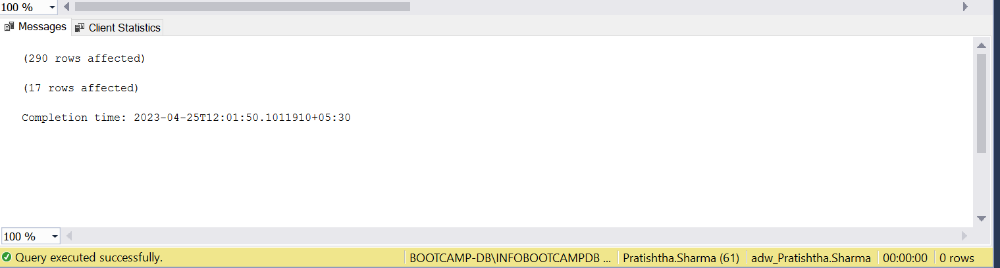 100 %
Messages Client Statistics
(290 rows affected)
(17 rows affected)
Completion time: 2023-04-25T12:01:50.1011910+05:30
100 %
Query executed successfully. BOOTCAMP-DB\INFOBOOTCAMPDB ... Pratishtha.Sharma (61) adw_Pratishtha.Sharma 00:00:00 0 rows